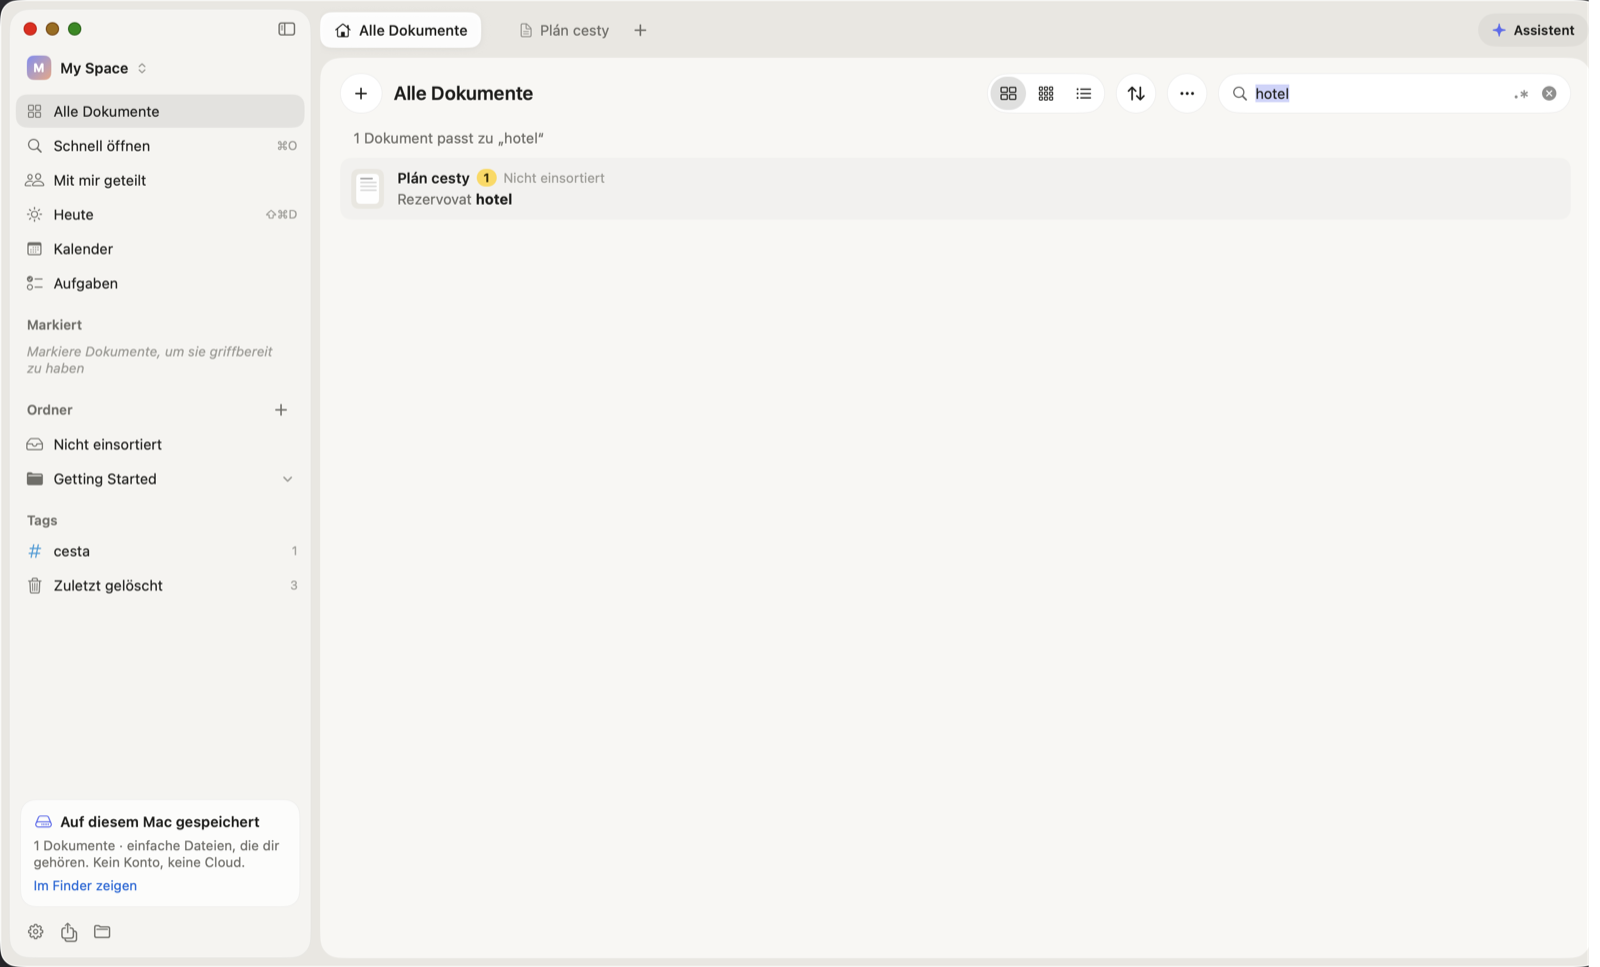 M My Space
Alle Dokumente
Schnell öffnen ⌘O
Mit mir geteilt
Heute ⇧⌘D
Kalender
Aufgaben
Markiert
Markiere Dokumente, um sie griffbereit
zu haben
Ordner
Nicht einsortiert
Getting Started
Tags
# cesta 1
Zuletzt gelöscht 3
Auf diesem Mac gespeichert
1 Dokumente · einfache Dateien, die dir
gehören. Kein Konto, keine Cloud.
Im Finder zeigen
Alle Dokumente
Plán cesty
Assistent
Alle Dokumente
hotel .*
1 Dokument passt zu „hotel“
Plán cesty 1 Nicht einsortiert
Rezervovat hotel